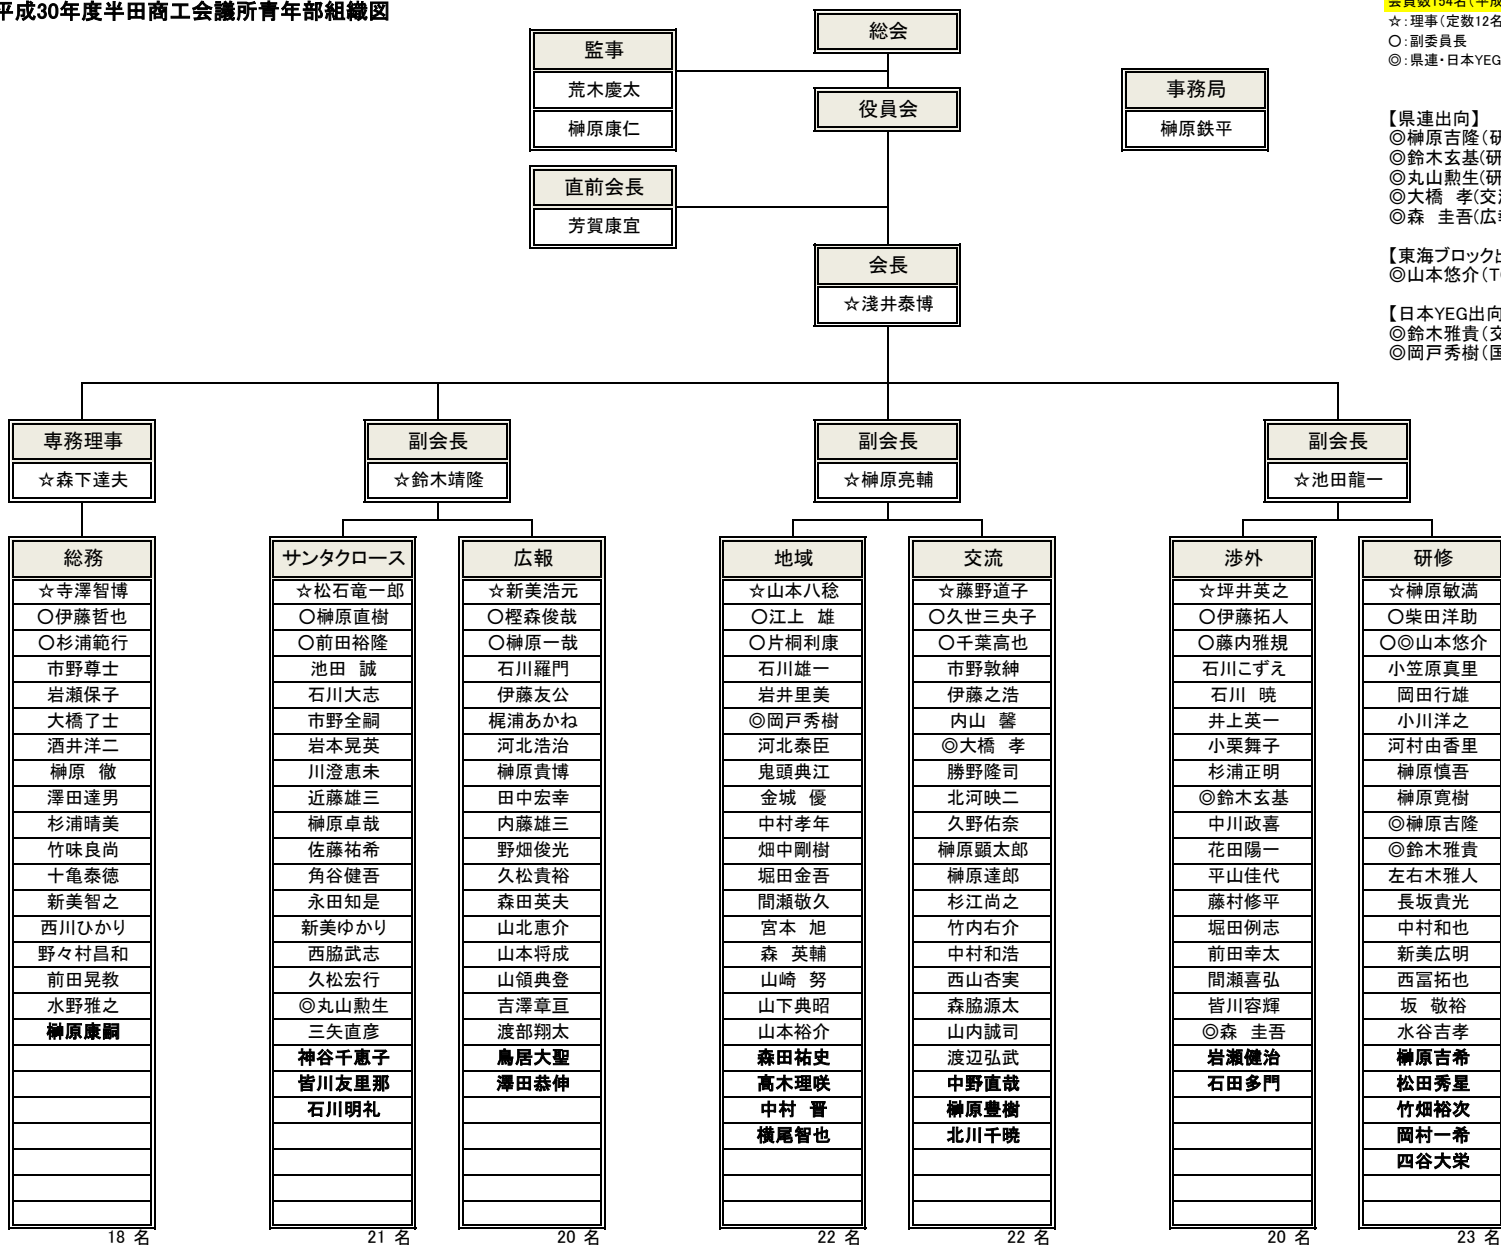 平成30年度半田商工会議所青年部組織図
会員数154名(平成
☆:理事(定数12名
○:副委員長
◎:県連・日本YEG
総会
監事
荒木慶太
榊原康仁
役員会
事務局
榊原鉄平
直前会長
芳賀康宜
会長
☆淺井泰博
【県連出向】
◎榊原吉隆(研
◎鈴木玄基(研
◎丸山勲生(研
◎大橋 孝(交流
◎森 圭吾(広報
【東海ブロック出
◎山本悠介(T
【日本YEG出向
◎鈴木雅貴(交
◎岡戸秀樹(国
専務理事
☆森下達夫
副会長
☆鈴木靖隆
副会長
☆榊原亮輔
副会長
☆池田龍一
総務
☆寺澤智博
○伊藤哲也
○杉浦範行
市野尊士
岩瀬保子
大橋了士
酒井洋二
榊原 徹
澤田達男
杉浦晴美
竹味良尚
十亀泰徳
新美智之
西川ひかり
野々村昌和
前田晃教
水野雅之
榊原康嗣
18 名
サンタクロース
☆松石竜一郎
○榊原直樹
○前田裕隆
池田 誠
石川大志
市野全嗣
岩本晃英
川澄恵未
近藤雄三
榊原卓哉
佐藤祐希
角谷健吾
永田知是
新美ゆかり
西脇武志
久松宏行
◎丸山勲生
三矢直彦
神谷千恵子
皆川友里那
石川明礼
21 名
広報
☆新美浩元
○樫森俊哉
○榊原一哉
石川羅門
伊藤友公
梶浦あかね
河北浩治
榊原貴博
田中宏幸
内藤雄三
野畑俊光
久松貴裕
森田英夫
山北恵介
山本将成
山領典登
吉澤章亘
渡部翔太
鳥居大聖
澤田恭伸
20 名
地域
☆山本八稔
○江上 雄
○片桐利康
石川雄一
岩井里美
◎岡戸秀樹
河北泰臣
鬼頭典江
金城 優
中村孝年
畑中剛樹
堀田金吾
間瀬敬久
宮本 旭
森 英輔
山崎 努
山下典昭
山本裕介
森田祐史
高木理咲
中村 晋
横尾智也
22 名
交流
☆藤野道子
○久世三央子
○千葉高也
市野敦紳
伊藤之浩
内山 馨
◎大橋 孝
勝野隆司
北河映二
久野佑奈
榊原顕太郎
榊原達郎
杉江尚之
竹内右介
中村和浩
西山杏実
森脇源太
山内誠司
渡辺弘武
中野直哉
榊原豊樹
北川千暁
22 名
渉外
☆坪井英之
○伊藤拓人
○藤内雅規
石川こずえ
石川 暁
井上英一
小栗舞子
杉浦正明
◎鈴木玄基
中川政喜
花田陽一
平山佳代
藤村修平
堀田例志
前田幸太
間瀬喜弘
皆川容輝
◎森 圭吾
岩瀬健治
石田多門
20 名
研修
☆榊原敏満
○柴田洋助
○◎山本悠介
小笠原真里
岡田行雄
小川洋之
河村由香里
榊原慎吾
榊原寛樹
◎榊原吉隆
◎鈴木雅貴
左右木雅人
長坂貴光
中村和也
新美広明
西冨拓也
坂 敬裕
水谷吉孝
榊原吉希
松田秀星
竹畑裕次
岡村一希
四谷大栄
23 名